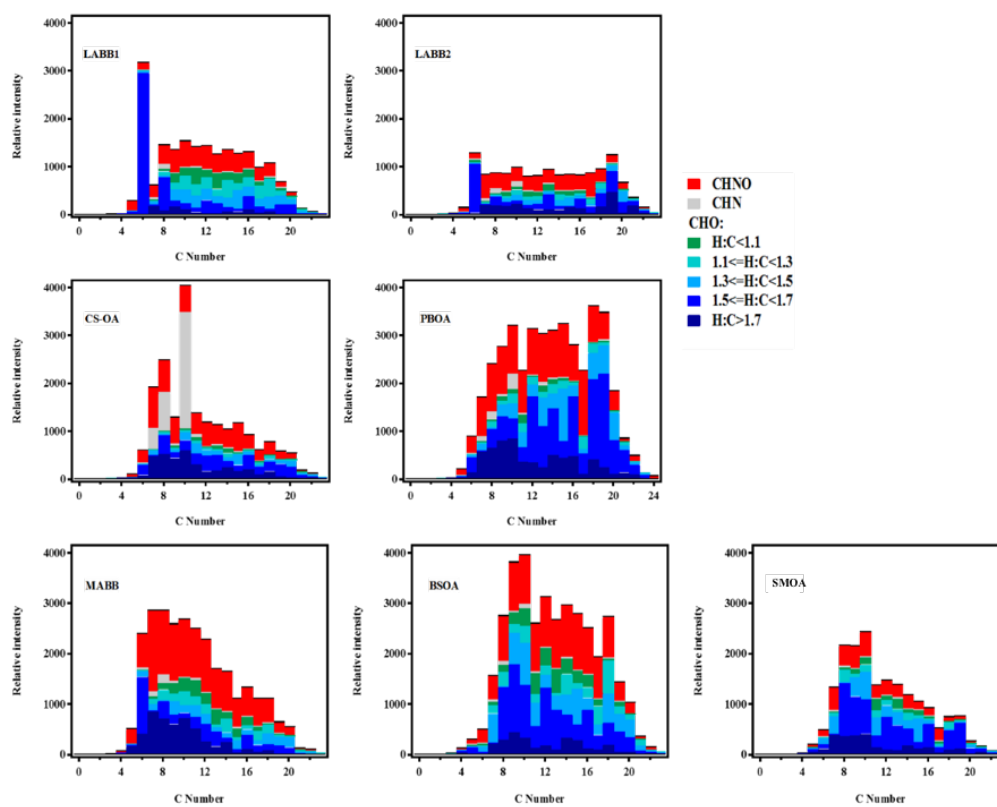 4000
3000
2000
1000
0
LABB1
Relative intensity
0 4 8 12 16 20
C Number
4000
3000
2000
1000
0
LABB2
Relative intensity
0 4 8 12 16 20
C Number
CHNO
CHN
CHO:
H:C<1.1
1.1<=H:C<1.3
1.3<=H:C<1.5
1.5<=H:C<1.7
H:C>1.7
4000
3000
2000
1000
0
CS-OA
Relative intensity
0 4 8 12 16 20
C Number
4000
3000
2000
1000
0
PBOA
Relative intensity
0 4 8 12 16 20 24
C Number
4000
3000
2000
1000
0
MABB
Relative intensity
0 4 8 12 16 20
C Number
4000
3000
2000
1000
0
BSOA
Relative intensity
0 4 8 12 16 20
C Number
4000
3000
2000
1000
0
SMOA
Relative intensity
0 4 8 12 16 20
C Number